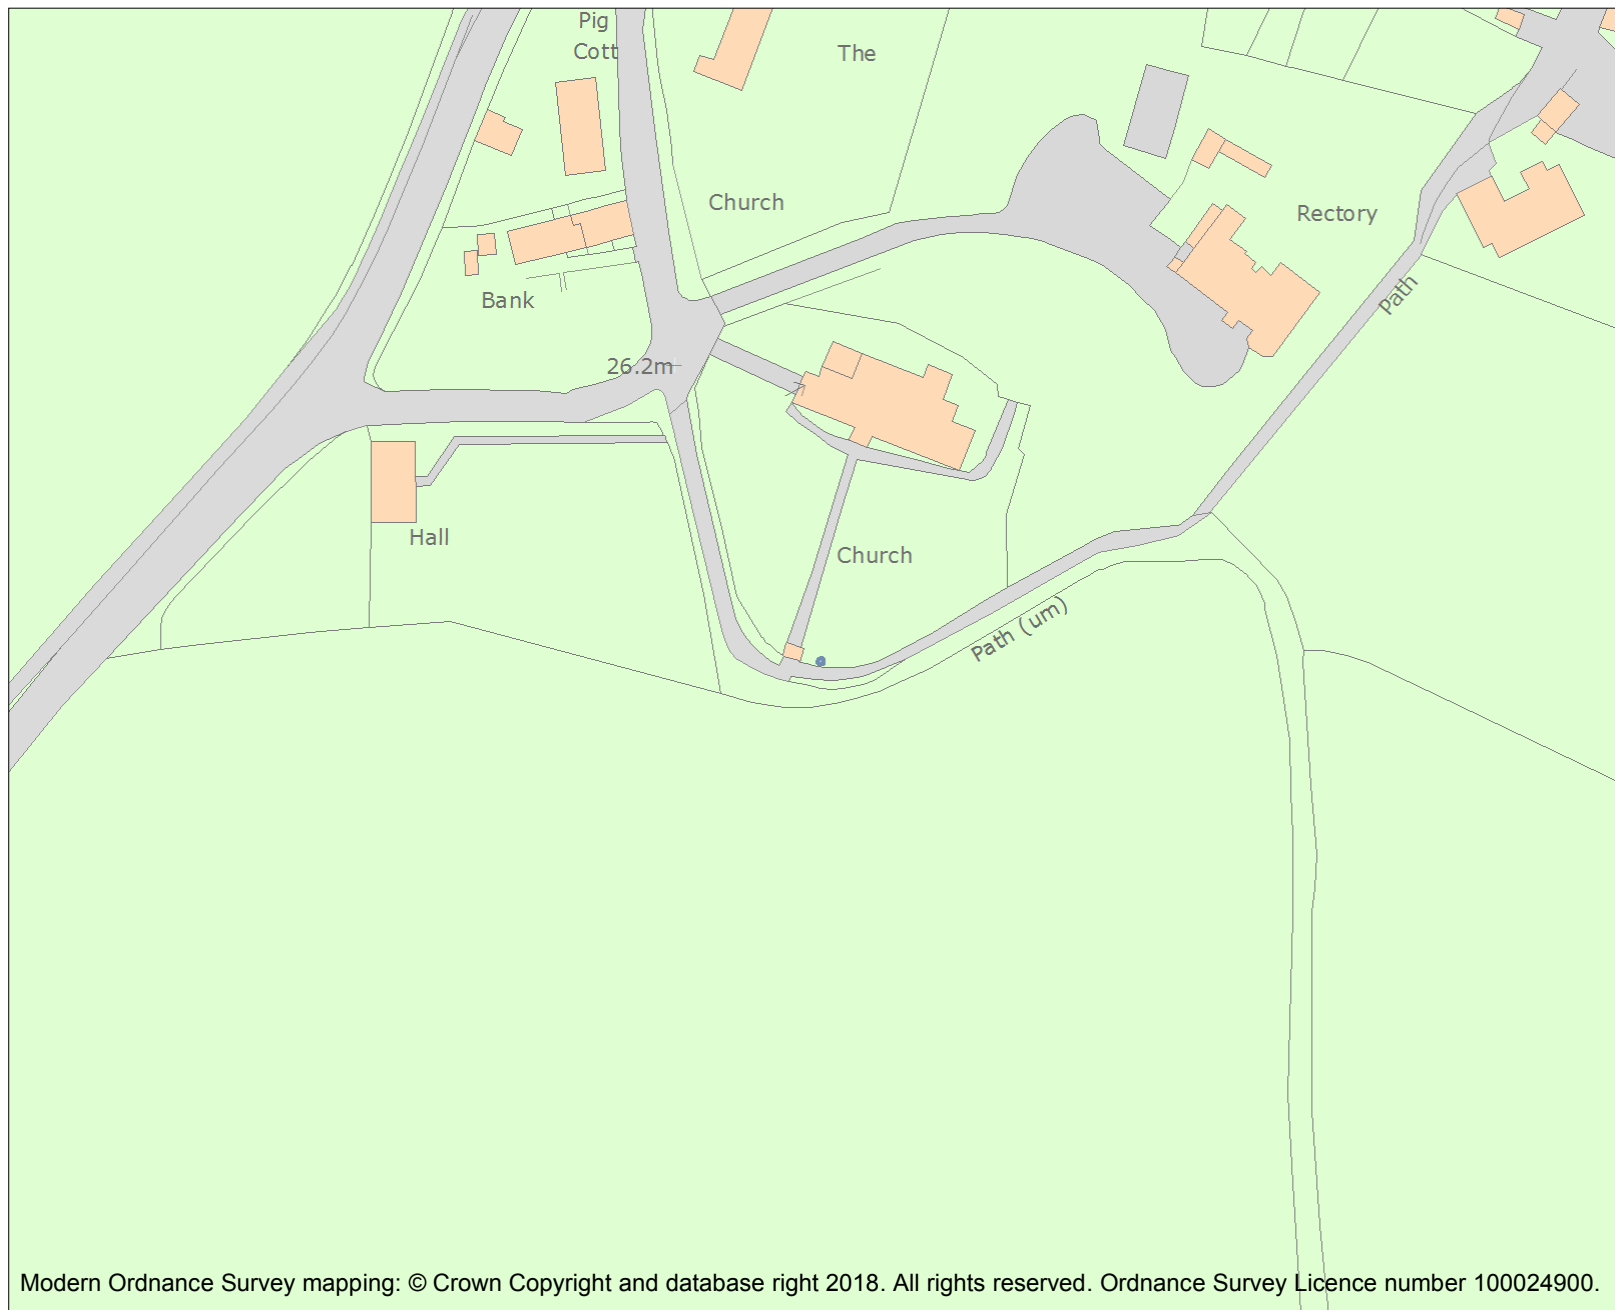 Pig
Cott
The
Church
Rectory
Path
Bank
26.2m
Hall
Church
Path (um)
Modern Ordnance Survey mapping: © Crown Copyright and database right 2018. All rights reserved. Ordnance Survey Licence number 100024900.